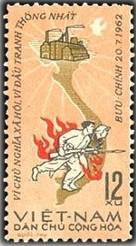 VÌ CHỦ NGHĨA XÃ HỘI, VÌ ĐẤU TRANH THỐNG NHẤT
BƯU CHÍNH 20.7.1962
12
XU
VIỆT-NAM
DÂN CHỦ CỘNG HÒA